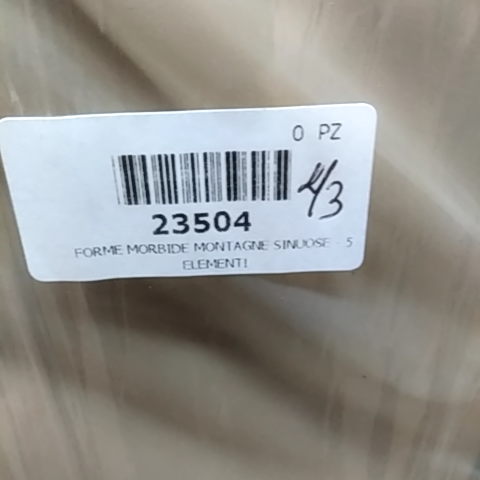 0 PZ
4/3
23504
FORME MORBIDE MONTAGNE SINUOSE - 5
ELEMENTI